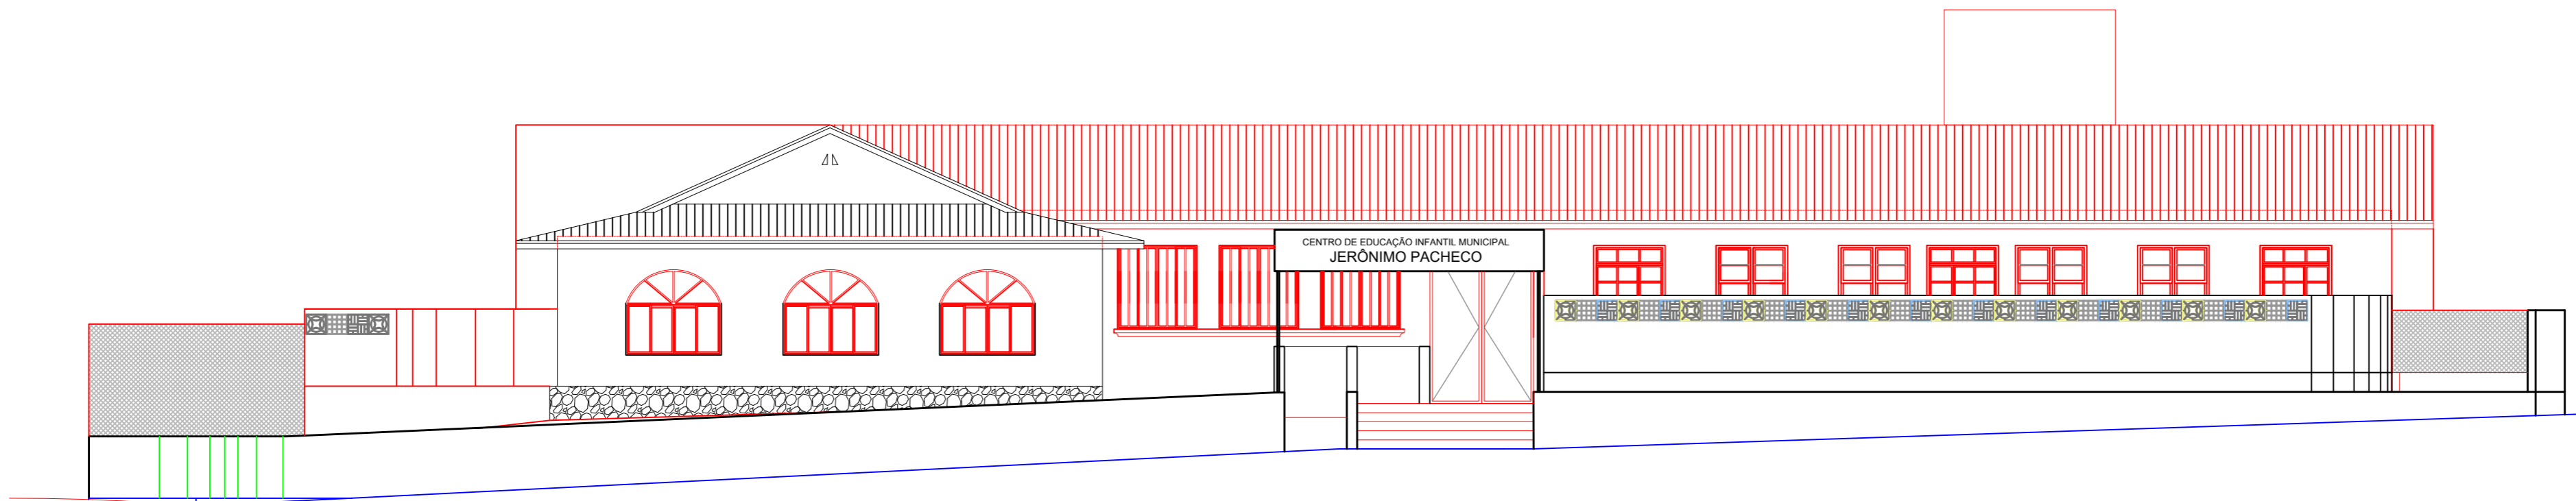 CENTRO DE EDUCAÇÃO INFANTIL MUNICIPAL
JERÔNIMO PACHECO